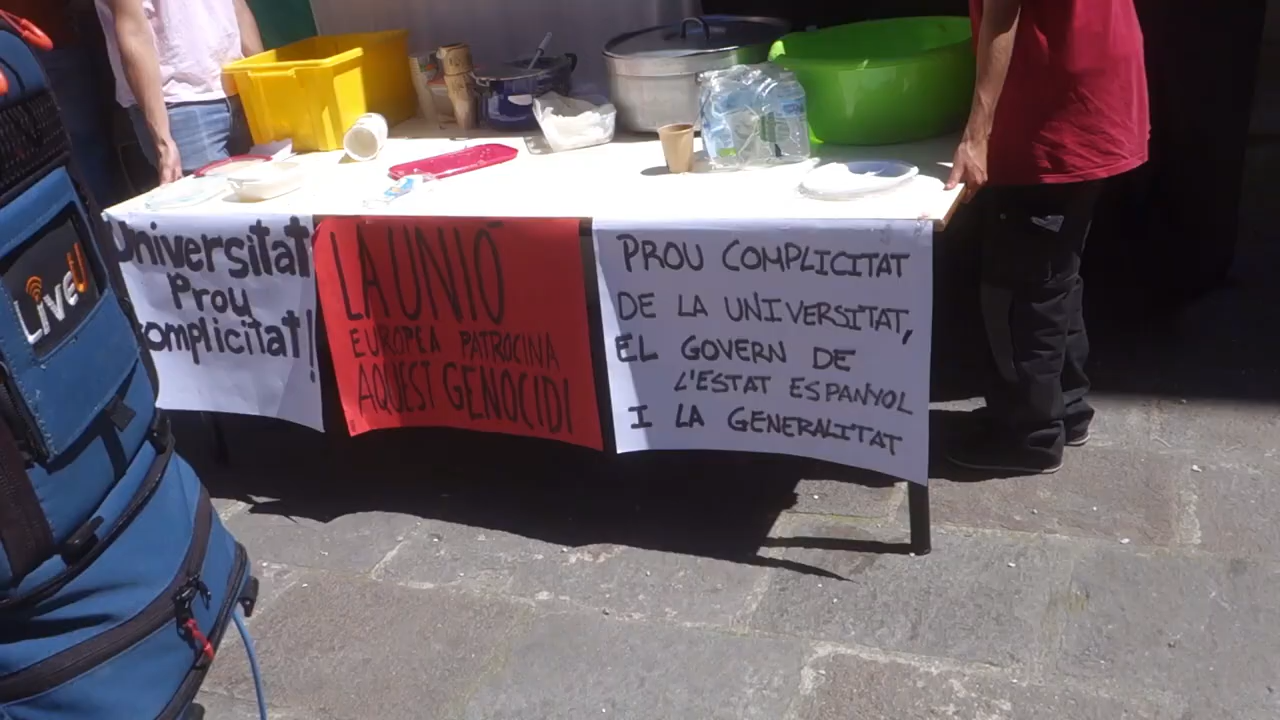 LiveU
Universitat
Prou
complicitat!
LA UNIÓ
EUROPEA PATROCINA
AQUEST GENOCIDI
PROU COMPLICITAT
DE LA UNIVERSITAT,
EL GOVERN DE
L'ESTAT ESPANYOL
I LA GENERALITAT